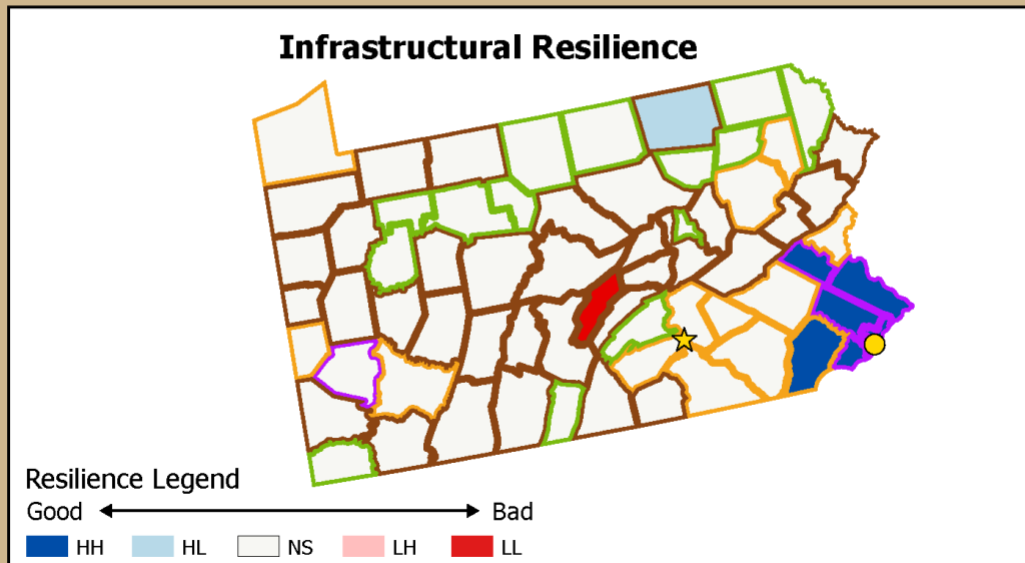 Infrastructural Resilience
Resilience Legend
Good Bad
HH HL NS LH LL